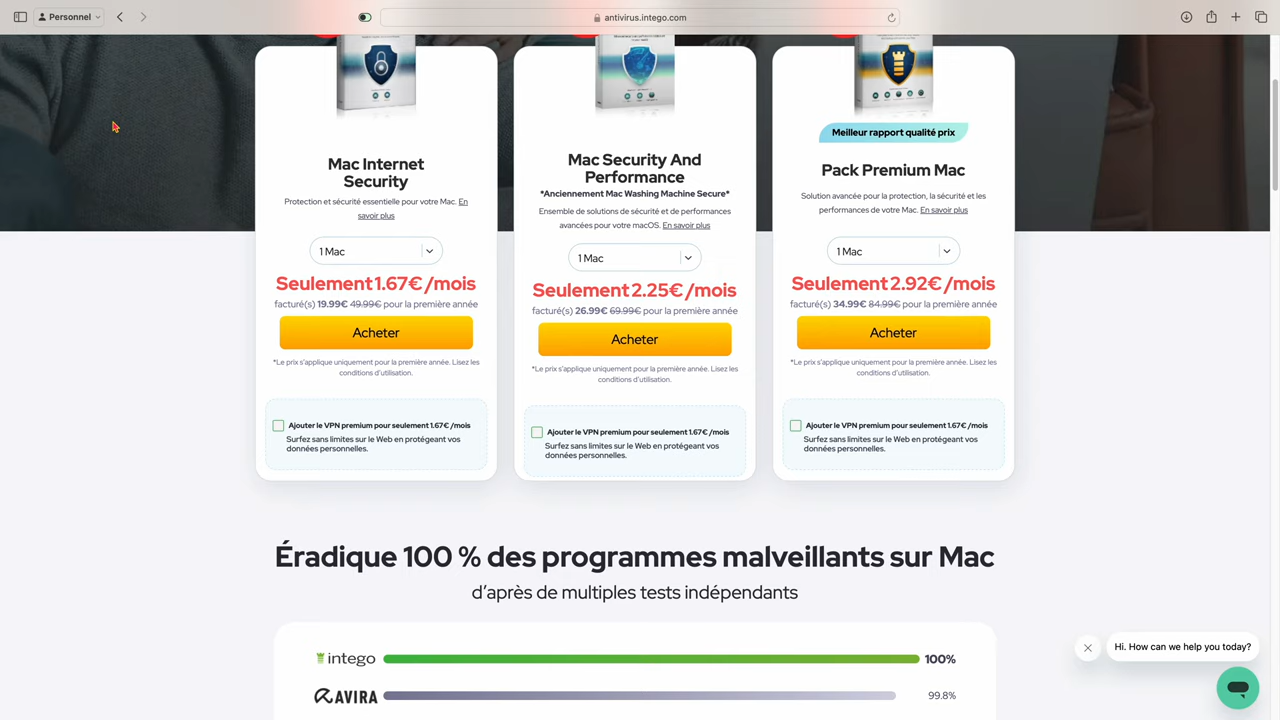 Personnel
antivirus.intego.com
Mac Internet
Security
Protection et sécurité essentielle pour votre Mac. En
savoir plus
1 Mac
Seulement 1.67€ /mois
facturé(s) 19.99€ 49.99€ pour la première année
Acheter
*Le prix s'applique uniquement pour la première année. Lisez les
conditions d'utilisation.
Ajouter le VPN premium pour seulement 1.67€ /mois
Surfez sans limites sur le Web en protégeant vos
données personnelles.
Mac Security And
Performance
*Anciennement Mac Washing Machine Secure*
Ensemble de solutions de sécurité et de performances
avancées pour votre macOS. En savoir plus
1 Mac
Seulement 2.25€ /mois
facturé(s) 26.99€ 69.99€ pour la première année
Acheter
*Le prix s'applique uniquement pour la première année. Lisez les
conditions d'utilisation.
Ajouter le VPN premium pour seulement 1.67€ /mois
Surfez sans limites sur le Web en protégeant vos
données personnelles.
Meilleur rapport qualité prix
Pack Premium Mac
Solution avancée pour la protection, la sécurité et les
performances de votre Mac. En savoir plus
1 Mac
Seulement 2.92€ /mois
facturé(s) 34.99€ 84.99€ pour la première année
Acheter
*Le prix s'applique uniquement pour la première année. Lisez les
conditions d'utilisation.
Ajouter le VPN premium pour seulement 1.67€ /mois
Surfez sans limites sur le Web en protégeant vos
données personnelles.
Éradique 100 % des programmes malveillants sur Mac
d'après de multiples tests indépendants
intego 100%
AVIRA 99.8%
Hi. How can we help you today?